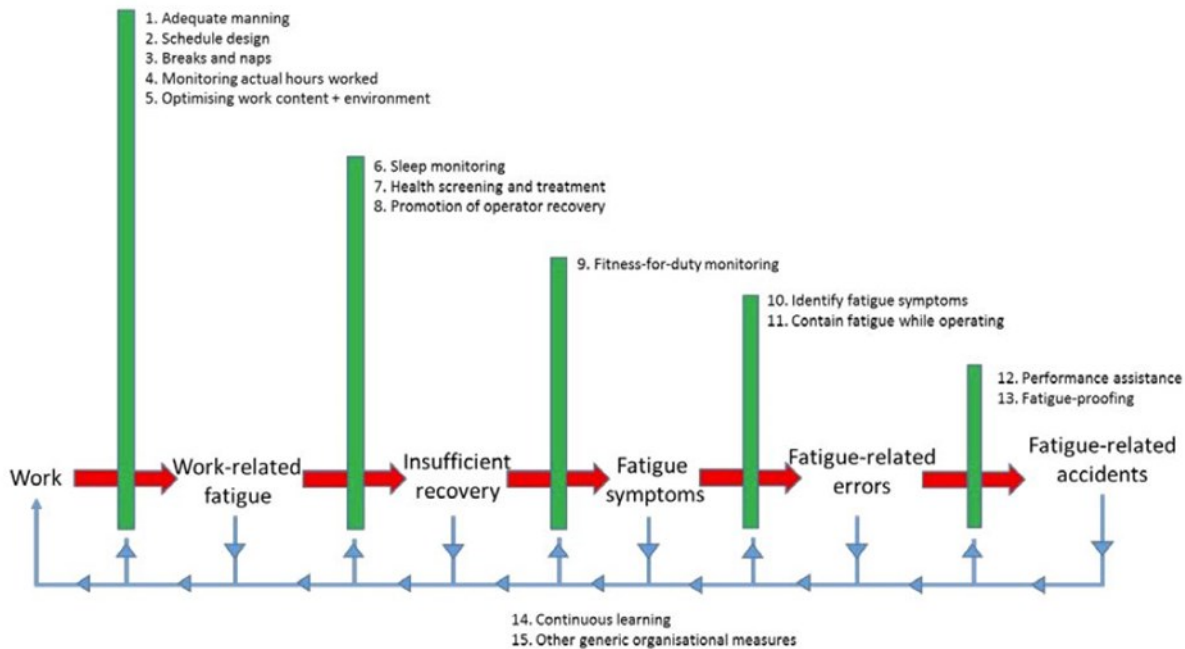 1. Adequate manning
2. Schedule design
3. Breaks and naps
4. Monitoring actual hours worked
5. Optimising work content + environment
6. Sleep monitoring
7. Health screening and treatment
8. Promotion of operator recovery
9. Fitness-for-duty monitoring
10. Identify fatigue symptoms
11. Contain fatigue while operating
12. Performance assistance
13. Fatigue-proofing
Work
Work-related
fatigue
Insufficient
recovery
Fatigue
symptoms
Fatigue-related
errors
Fatigue-related
accidents
14. Continuous learning
15. Other generic organisational measures